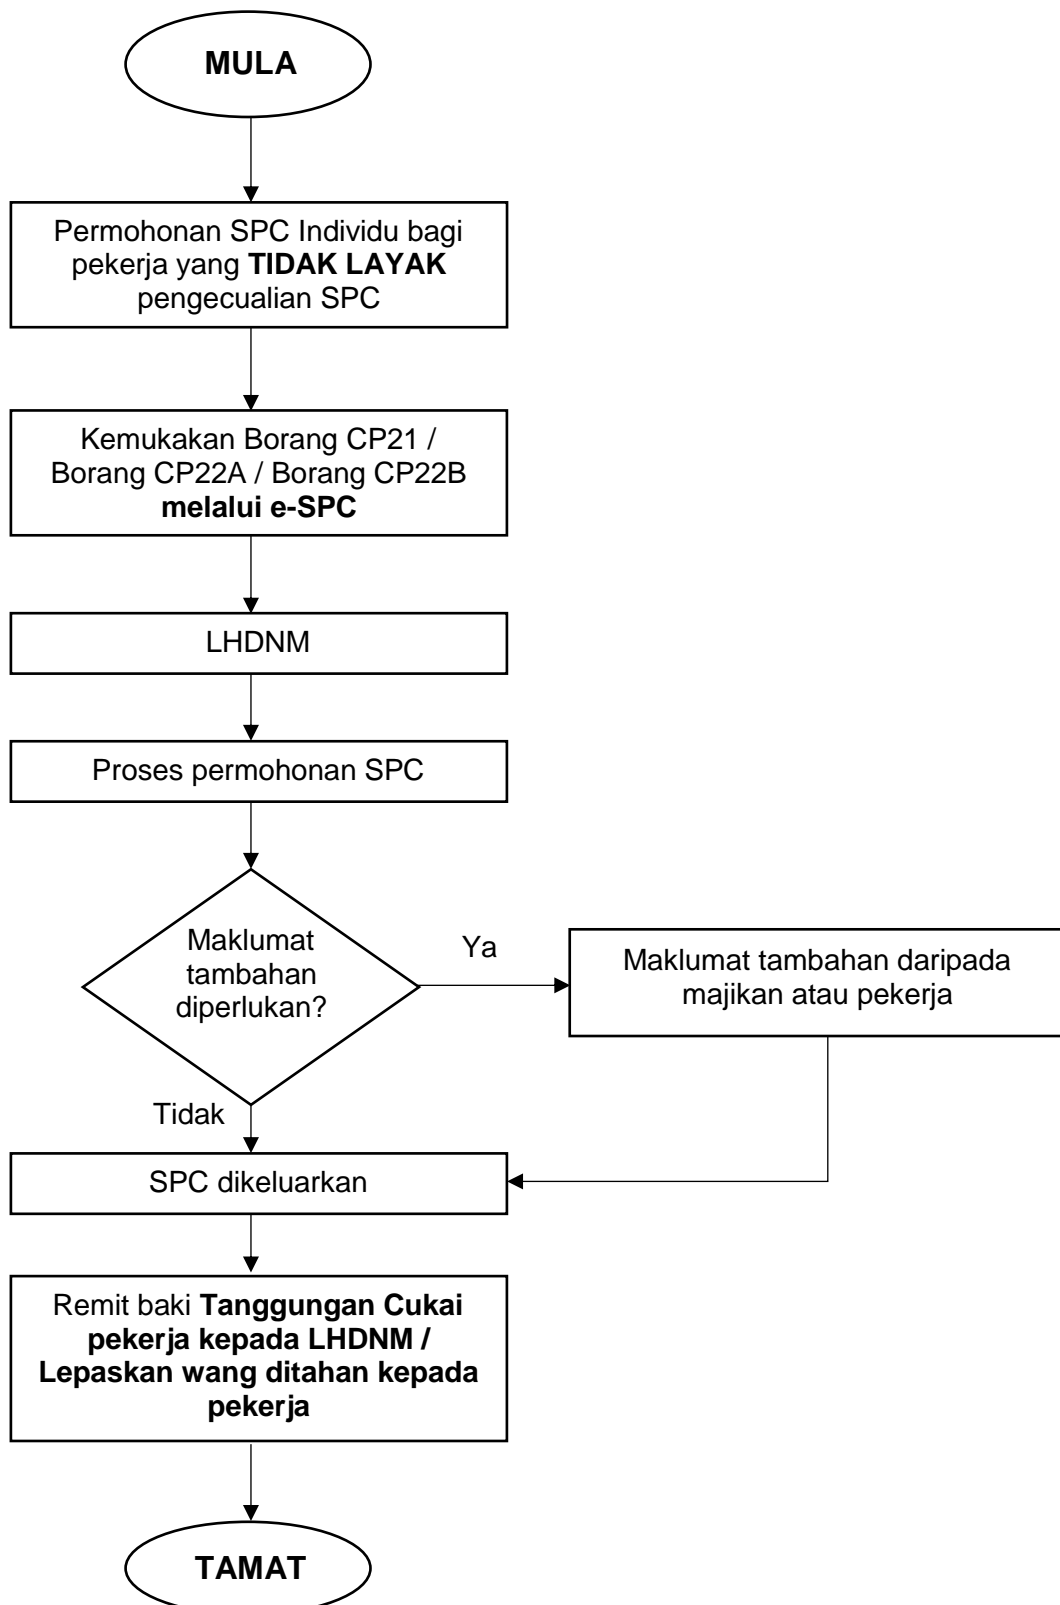 MULA
Permohonan SPC Individu bagi
pekerja yang TIDAK LAYAK
pengecualian SPC
Kemukakan Borang CP21 /
Borang CP22A / Borang CP22B
melalui e-SPC
LHDNM
Proses permohonan SPC
Maklumat
tambahan
diperlukan?
Ya
Maklumat tambahan daripada
majikan atau pekerja
Tidak
SPC dikeluarkan
Remit baki Tanggungan Cukai
pekerja kepada LHDNM /
Lepaskan wang ditahan kepada
pekerja
TAMAT